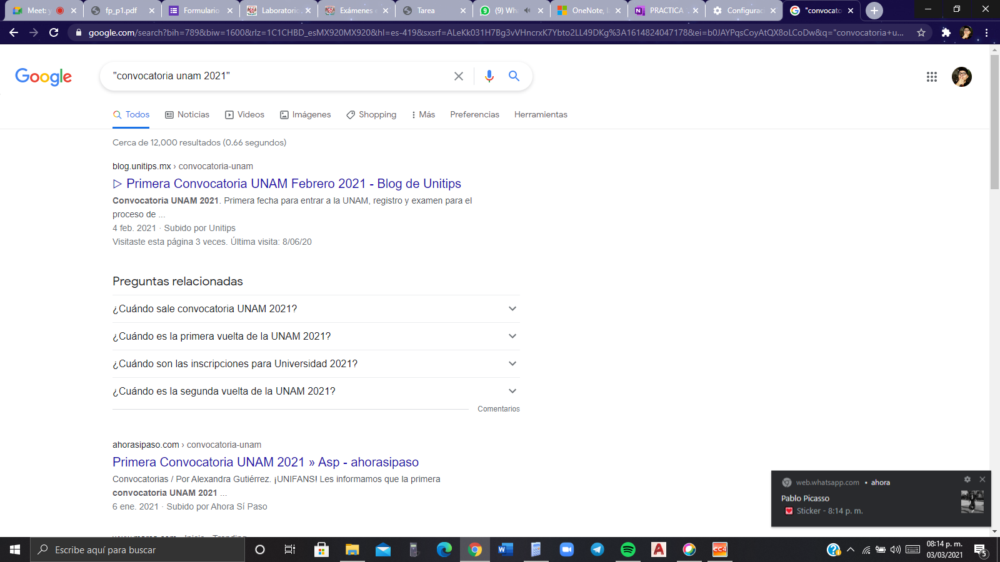 Meet: y
fp_p1.pdf
Formulario
Laboratorio
Exámenes
Tarea
(9) Wha
OneNote, l
PRACTICA
Configurac
"convocato
google.com/search?bih=789&biw=1600&rlz=1C1CHBD_esMX920MX920&hl=es-419&sxsrf=ALeKk031H7Bg3vVHncrxK7Ybto2LL49DKg%3A1614824047178&ei=b0JAYPqsCoyAtQX8oLCoDw&q="convocatoria+u...
Google
"convocatoria unam 2021"
Todos
Noticias
Videos
Imágenes
Shopping
Más
Preferencias
Herramientas
Cerca de 12,000 resultados (0.66 segundos)
blog.unitips.mx › convocatoria-unam
▷ Primera Convocatoria UNAM Febrero 2021 - Blog de Unitips
Convocatoria UNAM 2021. Primera fecha para entrar a la UNAM, registro y examen para el
proceso de ...
4 feb. 2021 · Subido por Unitips
Visitaste esta página 3 veces. Última visita: 8/06/20
Preguntas relacionadas
¿Cuándo sale convocatoria UNAM 2021?
¿Cuándo es la primera vuelta de la UNAM 2021?
¿Cuándo son las inscripciones para Universidad 2021?
¿Cuándo es la segunda vuelta de la UNAM 2021?
Comentarios
ahorasipaso.com › convocatoria-unam
Primera Convocatoria UNAM 2021 » Asp - ahorasipaso
Convocatorias / Por Alexandra Gutiérrez. ¡UNIFANS! Les informamos que la primera
convocatoria UNAM 2021 ...
6 ene. 2021 · Subido por Ahora Sí Paso
web.whatsapp.com • ahora
Pablo Picasso
Sticker - 8:14 p. m.
Escribe aquí para buscar
CC4
08:14 p. m.
03/03/2021
5